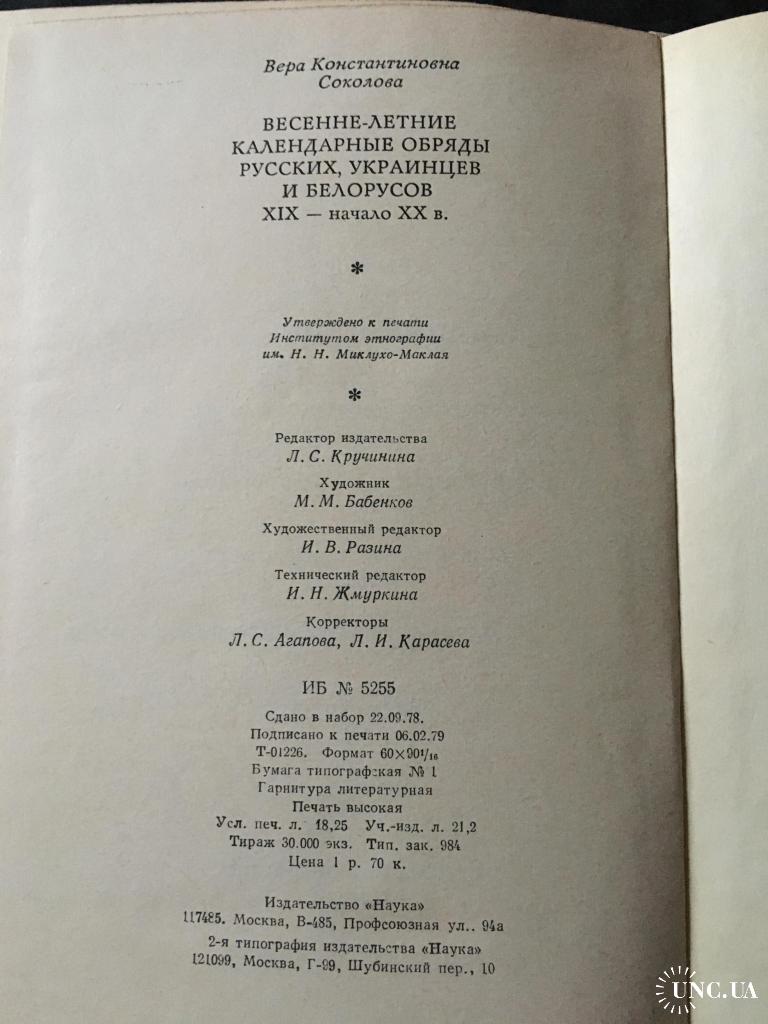 Вера Константиновна
Соколова
ВЕСЕННЕ-ЛЕТНИЕ
КАЛЕНДАРНЫЕ ОБРЯДЫ
РУССКИХ, УКРАИНЦЕВ
И БЕЛОРУСОВ
XIX — начало XX в.
*
Утверждено к печати
Институтом этнографии
им. Н. Н. Миклухо-Маклая
*
Редактор издательства
Л. С. Кручинина
Художник
М. М. Бабенков
Художественный редактор
И. В. Разина
Технический редактор
И. Н. Жмуркина
Корректоры
Л. С. Агапова, Л. И. Карасева
ИБ № 5255
Сдано в набор 22.09.78.
Подписано к печати 06.02.79
Т-01226. Формат 60×90¹/₁₆
Бумага типографская № 1
Гарнитура литературная
Печать высокая
Усл. печ. л. 18,25 Уч.-изд. л. 21,2
Тираж 30.000 экз. Тип. зак. 984
Цена 1 р. 70 к.
Издательство «Наука»
117485. Москва, В-485, Профсоюзная ул.. 94а
2-я типография издательства «Наука»
121099, Москва, Г-99, Шубинский пер., 10
UNC.UA